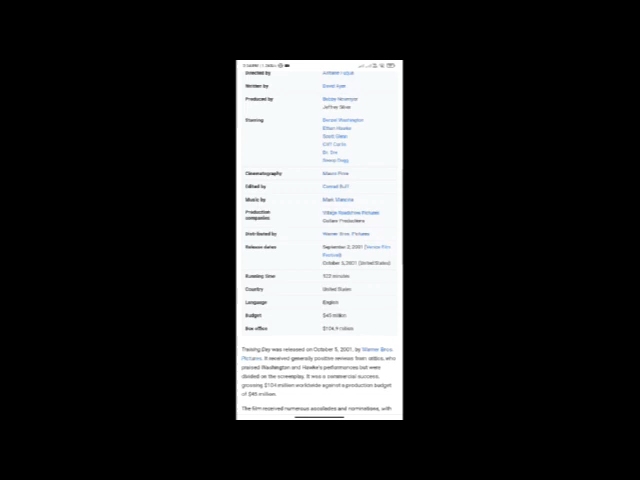 Directed by Antoine Fuqua
Written by David Ayer
Produced by Bobby Newmyer
Jeffrey Silver
Starring Denzel Washington
Ethan Hawke
Scott Glenn
Cliff Curtis
Dr. Dre
Snoop Dogg
Cinematography Mauro Fiore
Edited by Conrad Buff
Music by Mark Mancina
Production Village Roadshow Pictures
companies Outlaw Productions
Distributed by Warner Bros. Pictures
Release dates September 2, 2001 (Venice Film
Festival)
October 5, 2001 (United States)
Running time 122 minutes
Country United States
Language English
Budget $45 million
Box office $104.9 million
Training Day was released on October 5, 2001, by Warner Bros.
Pictures. It received generally positive reviews from critics, who
praised Washington and Hawke's performances but were
divided on the screenplay. It was a commercial success,
grossing $104 million worldwide against a production budget
of $45 million.
The film received numerous accolades and nominations, with